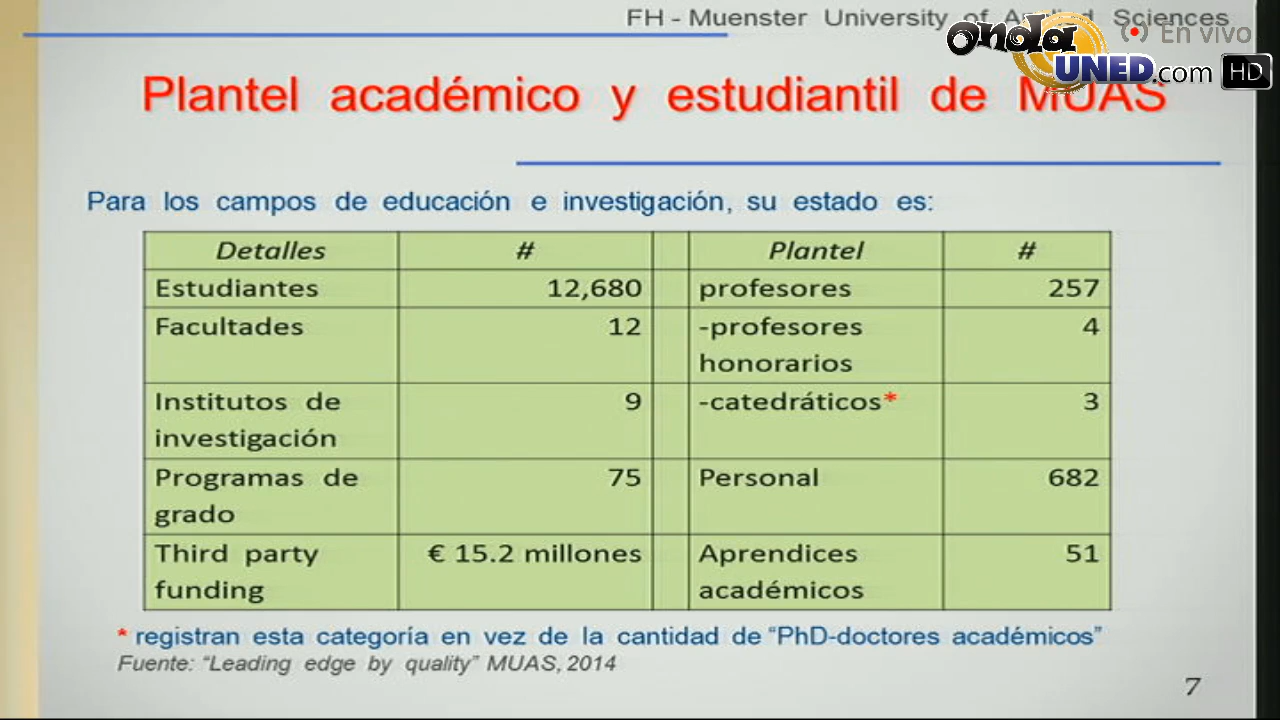 FH - Muenster University of Applied Sciences
onda
UNED.com
En vivo
HD
Plantel académico y estudiantil de MUAS
Para los campos de educación e investigación, su estado es:
Detalles # Plantel #
Estudiantes 12,680 profesores 257
Facultades 12 -profesores 4
honorarios
Institutos de 9 -catedráticos* 3
investigación
Programas de 75 Personal 682
grado
Third party € 15.2 millones Aprendices 51
funding académicos
* registran esta categoría en vez de la cantidad de “PhD-doctores académicos”
Fuente: “Leading edge by quality” MUAS, 2014
7